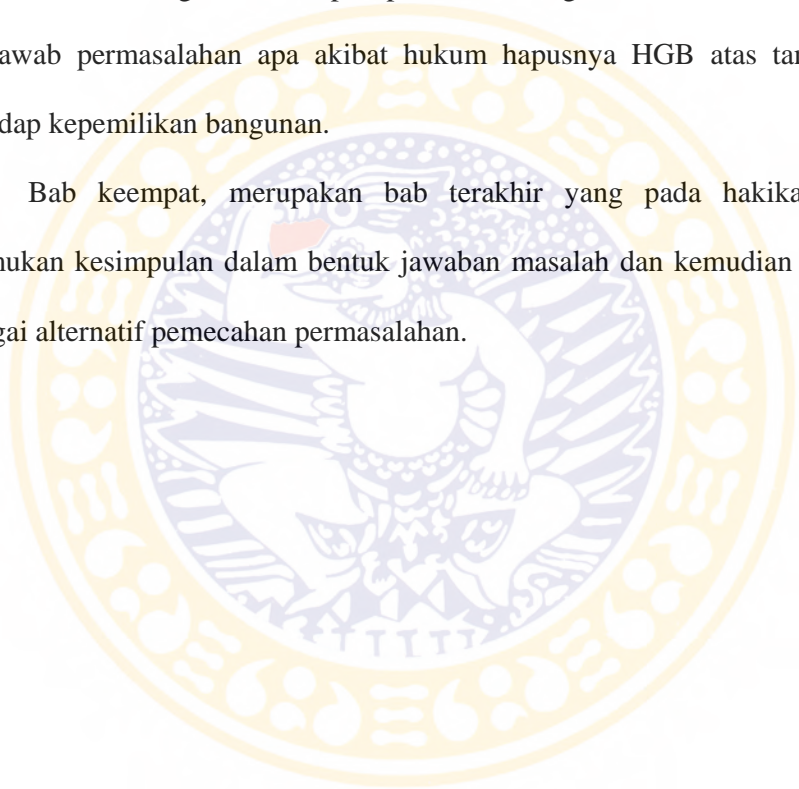 awab permasalahan apa akibat hukum hapusnya HGB atas tan
dap kepemilikan bangunan.
Bab keempat, merupakan bab terakhir yang pada hakika
nukan kesimpulan dalam bentuk jawaban masalah dan kemudian
gai alternatif pemecahan permasalahan.